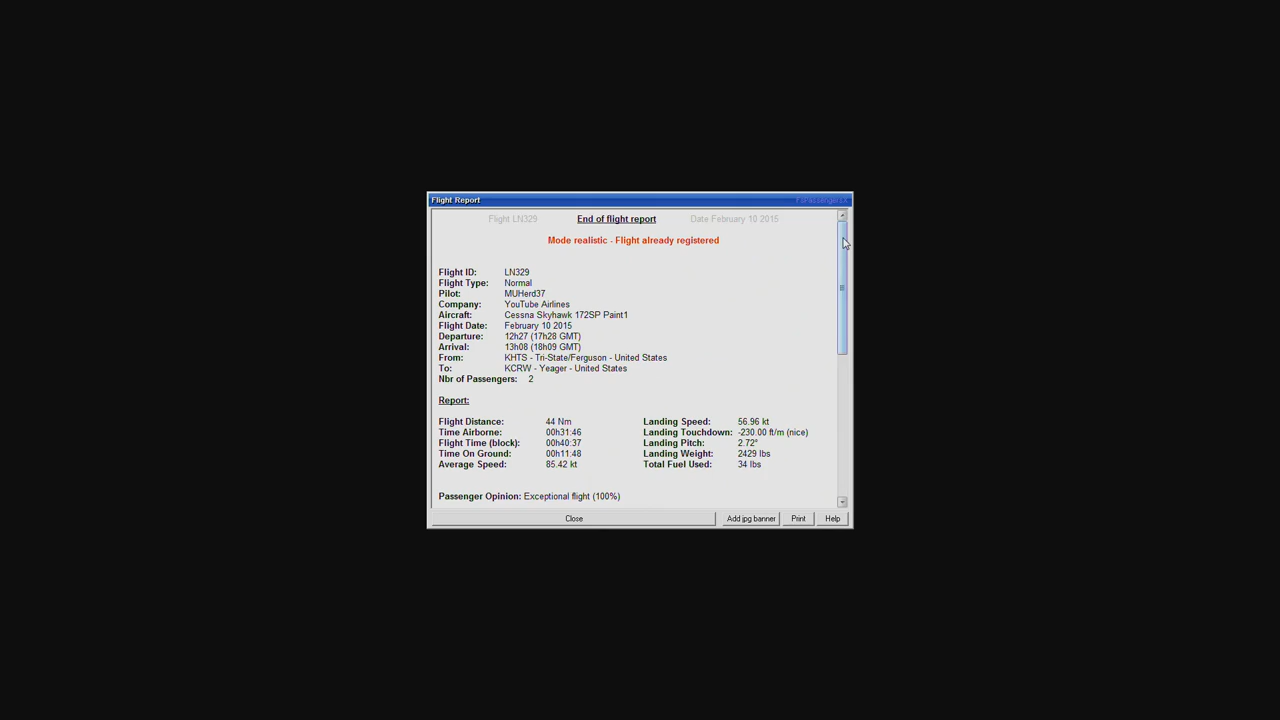 Flight Report FsPassengersX
Flight LN329 End of flight report Date February 10 2015
Mode realistic - Flight already registered
Flight ID: LN329
Flight Type: Normal
Pilot: MUHerd37
Company: YouTube Airlines
Aircraft: Cessna Skyhawk 172SP Paint1
Flight Date: February 10 2015
Departure: 12h27 (17h28 GMT)
Arrival: 13h08 (18h09 GMT)
From: KHTS - Tri-State/Ferguson - United States
To: KCRW - Yeager - United States
Nbr of Passengers: 2
Report:
Flight Distance: 44 Nm Landing Speed: 56.96 kt
Time Airborne: 00h31:46 Landing Touchdown: -230.00 ft/m (nice)
Flight Time (block): 00h40:37 Landing Pitch: 2.72°
Time On Ground: 00h11:48 Landing Weight: 2429 lbs
Average Speed: 85.42 kt Total Fuel Used: 34 lbs
Passenger Opinion: Exceptional flight (100%)
Close Add jpg banner Print Help